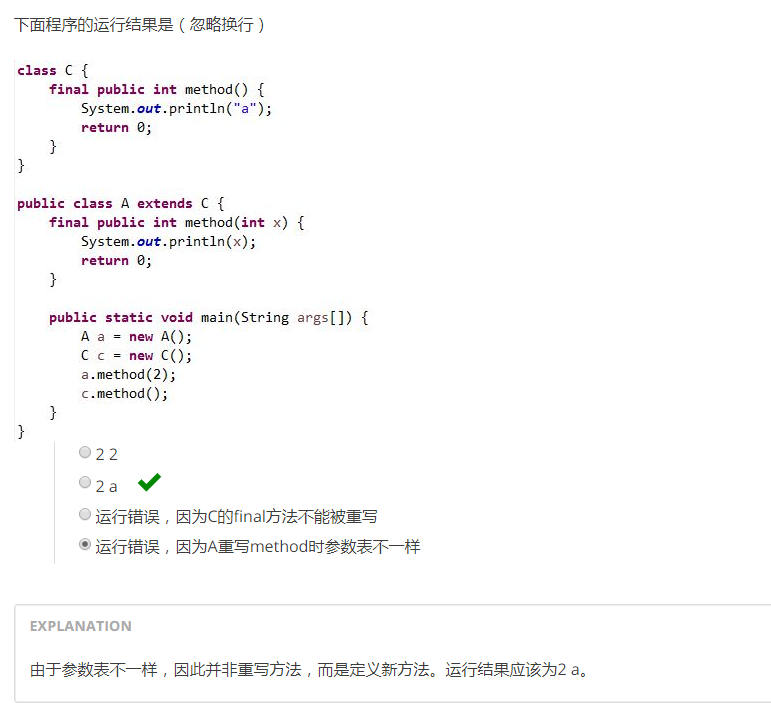 下面程序的运行结果是（忽略换行）
class C {
    final public int method() {
        System.out.println("a");
        return 0;
    }
}
public class A extends C {
    final public int method(int x) {
        System.out.println(x);
        return 0;
    }
    public static void main(String args[]) {
        A a = new A();
        C c = new C();
        a.method(2);
        c.method();
    }
}
2 2
2 a
运行错误，因为C的final方法不能被重写
运行错误，因为A重写method时参数表不一样
EXPLANATION
由于参数表不一样，因此并非重写方法，而是定义新方法。运行结果应该为2 a。